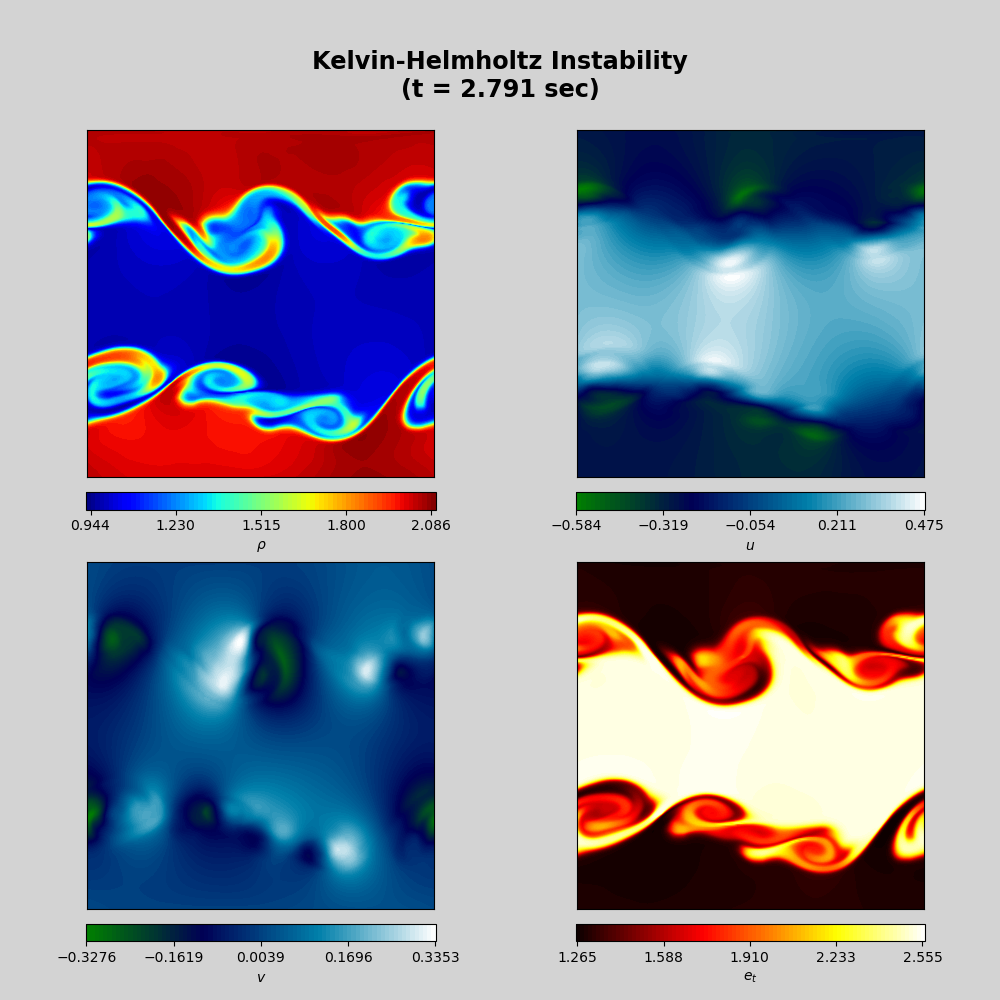 Kelvin-Helmholtz Instability
(t = 2.791 sec)
0.944 1.230 1.515 1.800 2.086
ρ
−0.584 −0.319 −0.054 0.211 0.475
u
−0.3276 −0.1619 0.0039 0.1696 0.3353
v
1.265 1.588 1.910 2.233 2.555
e_t